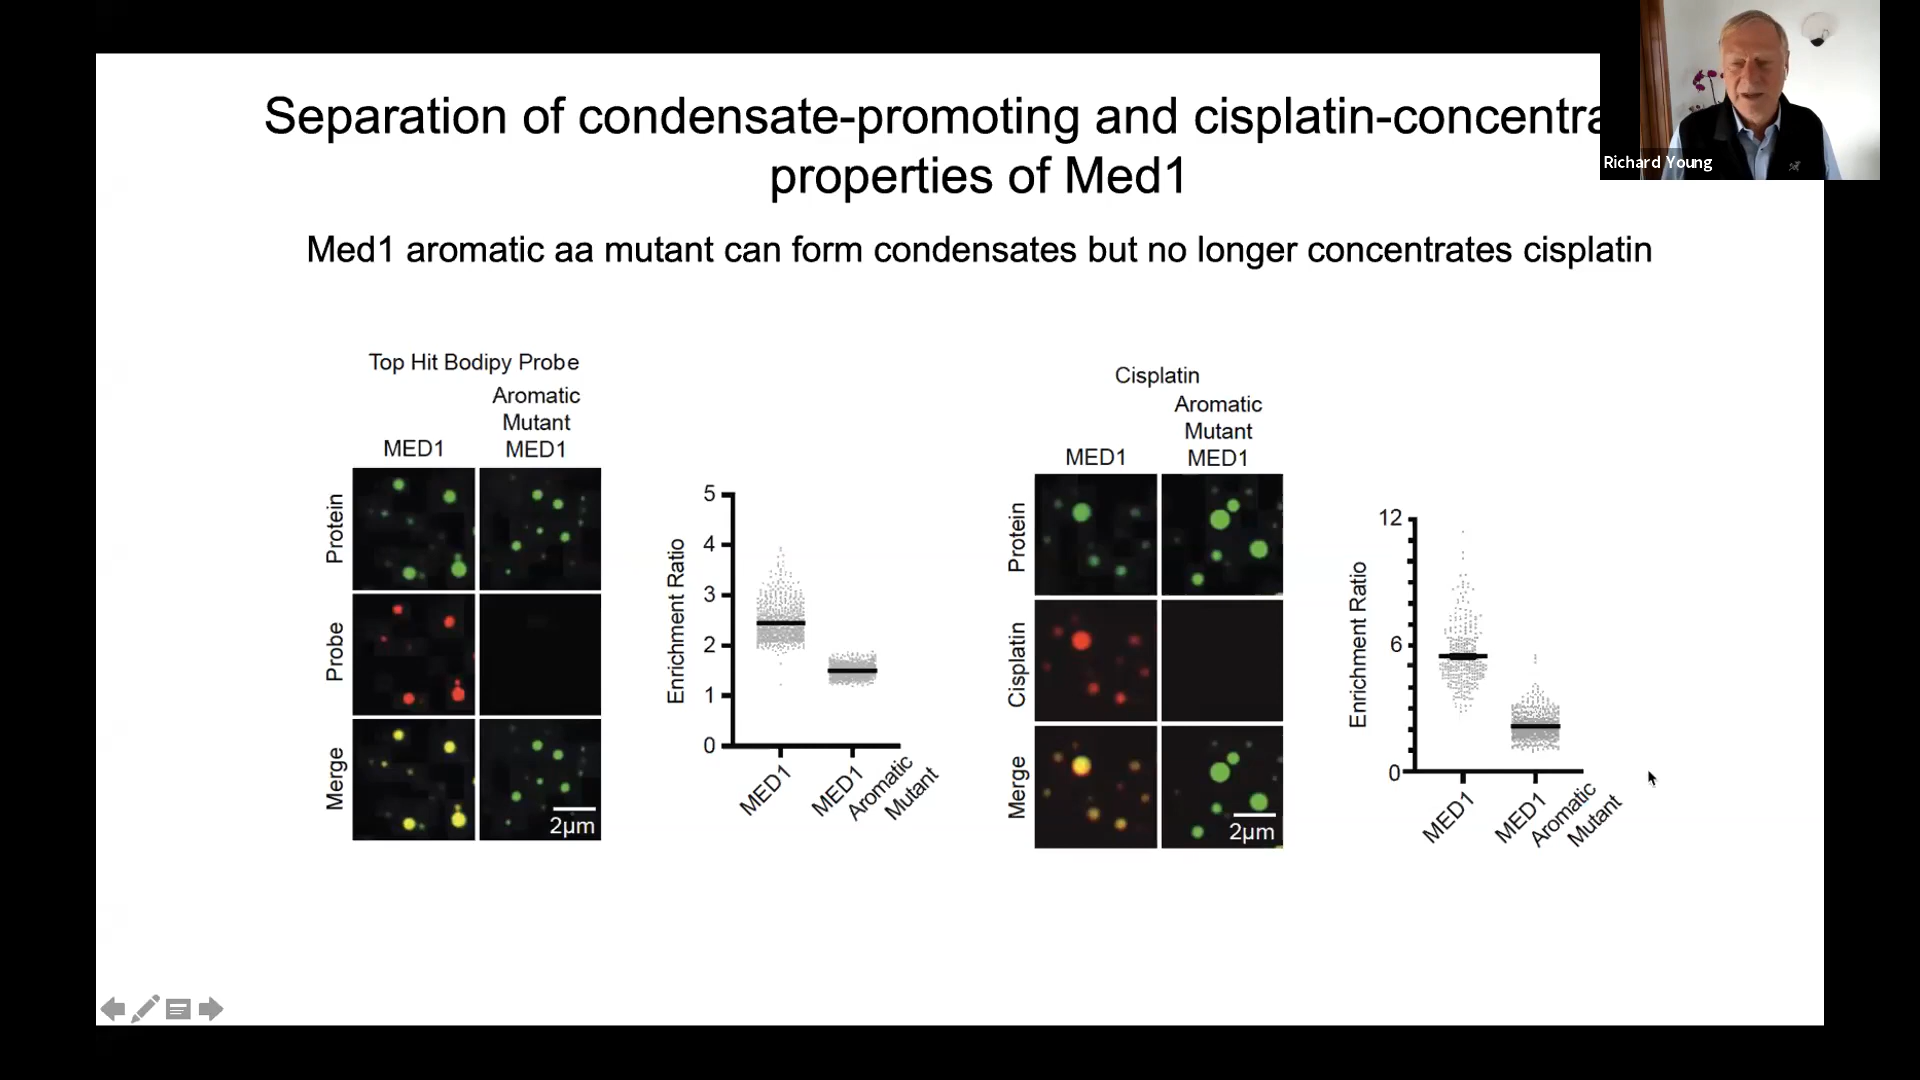 Separation of condensate-promoting and cisplatin-concentra
properties of Med1
Richard Young
Med1 aromatic aa mutant can form condensates but no longer concentrates cisplatin
Top Hit Bodipy Probe
MED1
Aromatic
Mutant
MED1
Protein
Probe
Merge
2μm
Enrichment Ratio
5
4
3
2
1
0
MED1
MED1
Aromatic
Mutant
Cisplatin
MED1
Aromatic
Mutant
MED1
Protein
Cisplatin
Merge
2μm
Enrichment Ratio
12
6
0
MED1
MED1
Aromatic
Mutant